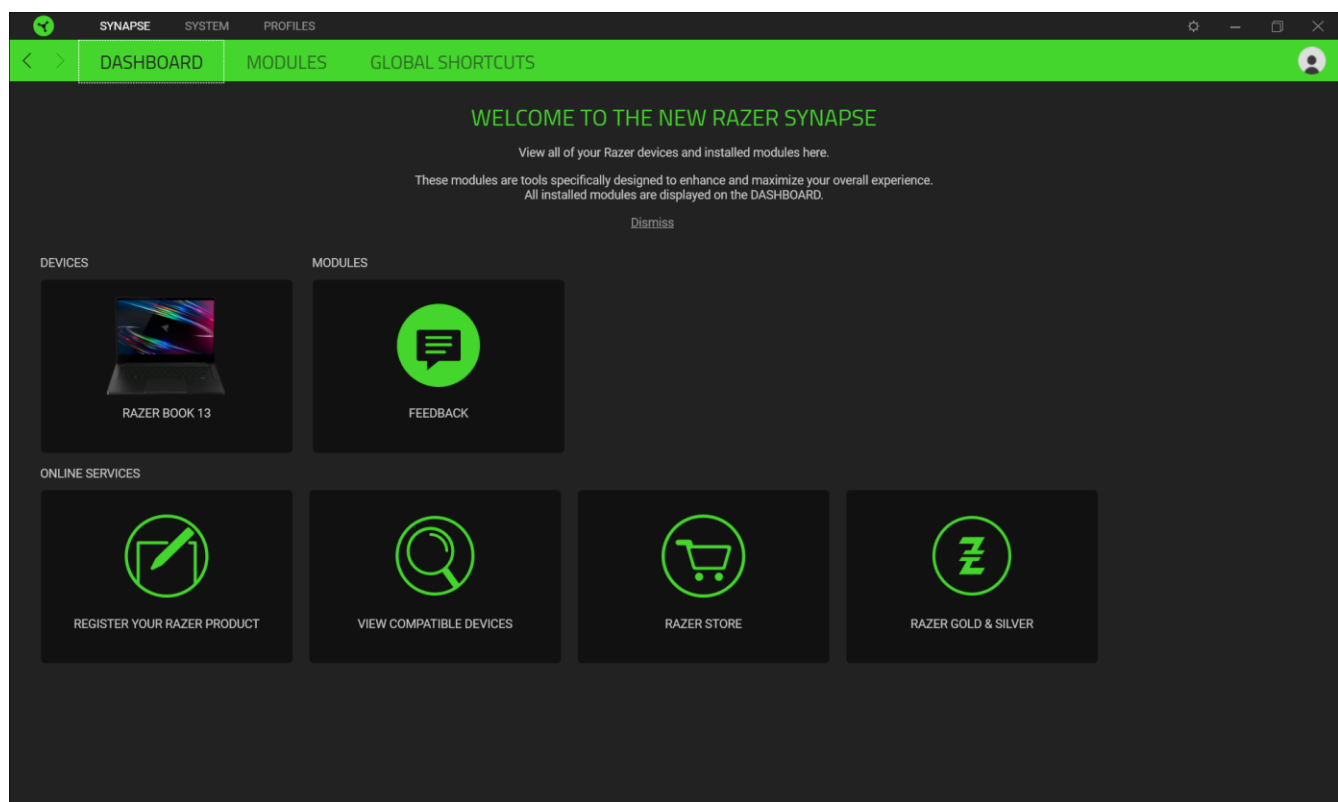 SYNAPSE SYSTEM PROFILES
DASHBOARD MODULES GLOBAL SHORTCUTS
WELCOME TO THE NEW RAZER SYNAPSE
View all of your Razer devices and installed modules here.
These modules are tools specifically designed to enhance and maximize your overall experience.
All installed modules are displayed on the DASHBOARD.
Dismiss
DEVICES MODULES
RAZER BOOK 13 FEEDBACK
ONLINE SERVICES
REGISTER YOUR RAZER PRODUCT VIEW COMPATIBLE DEVICES RAZER STORE RAZER GOLD & SILVER